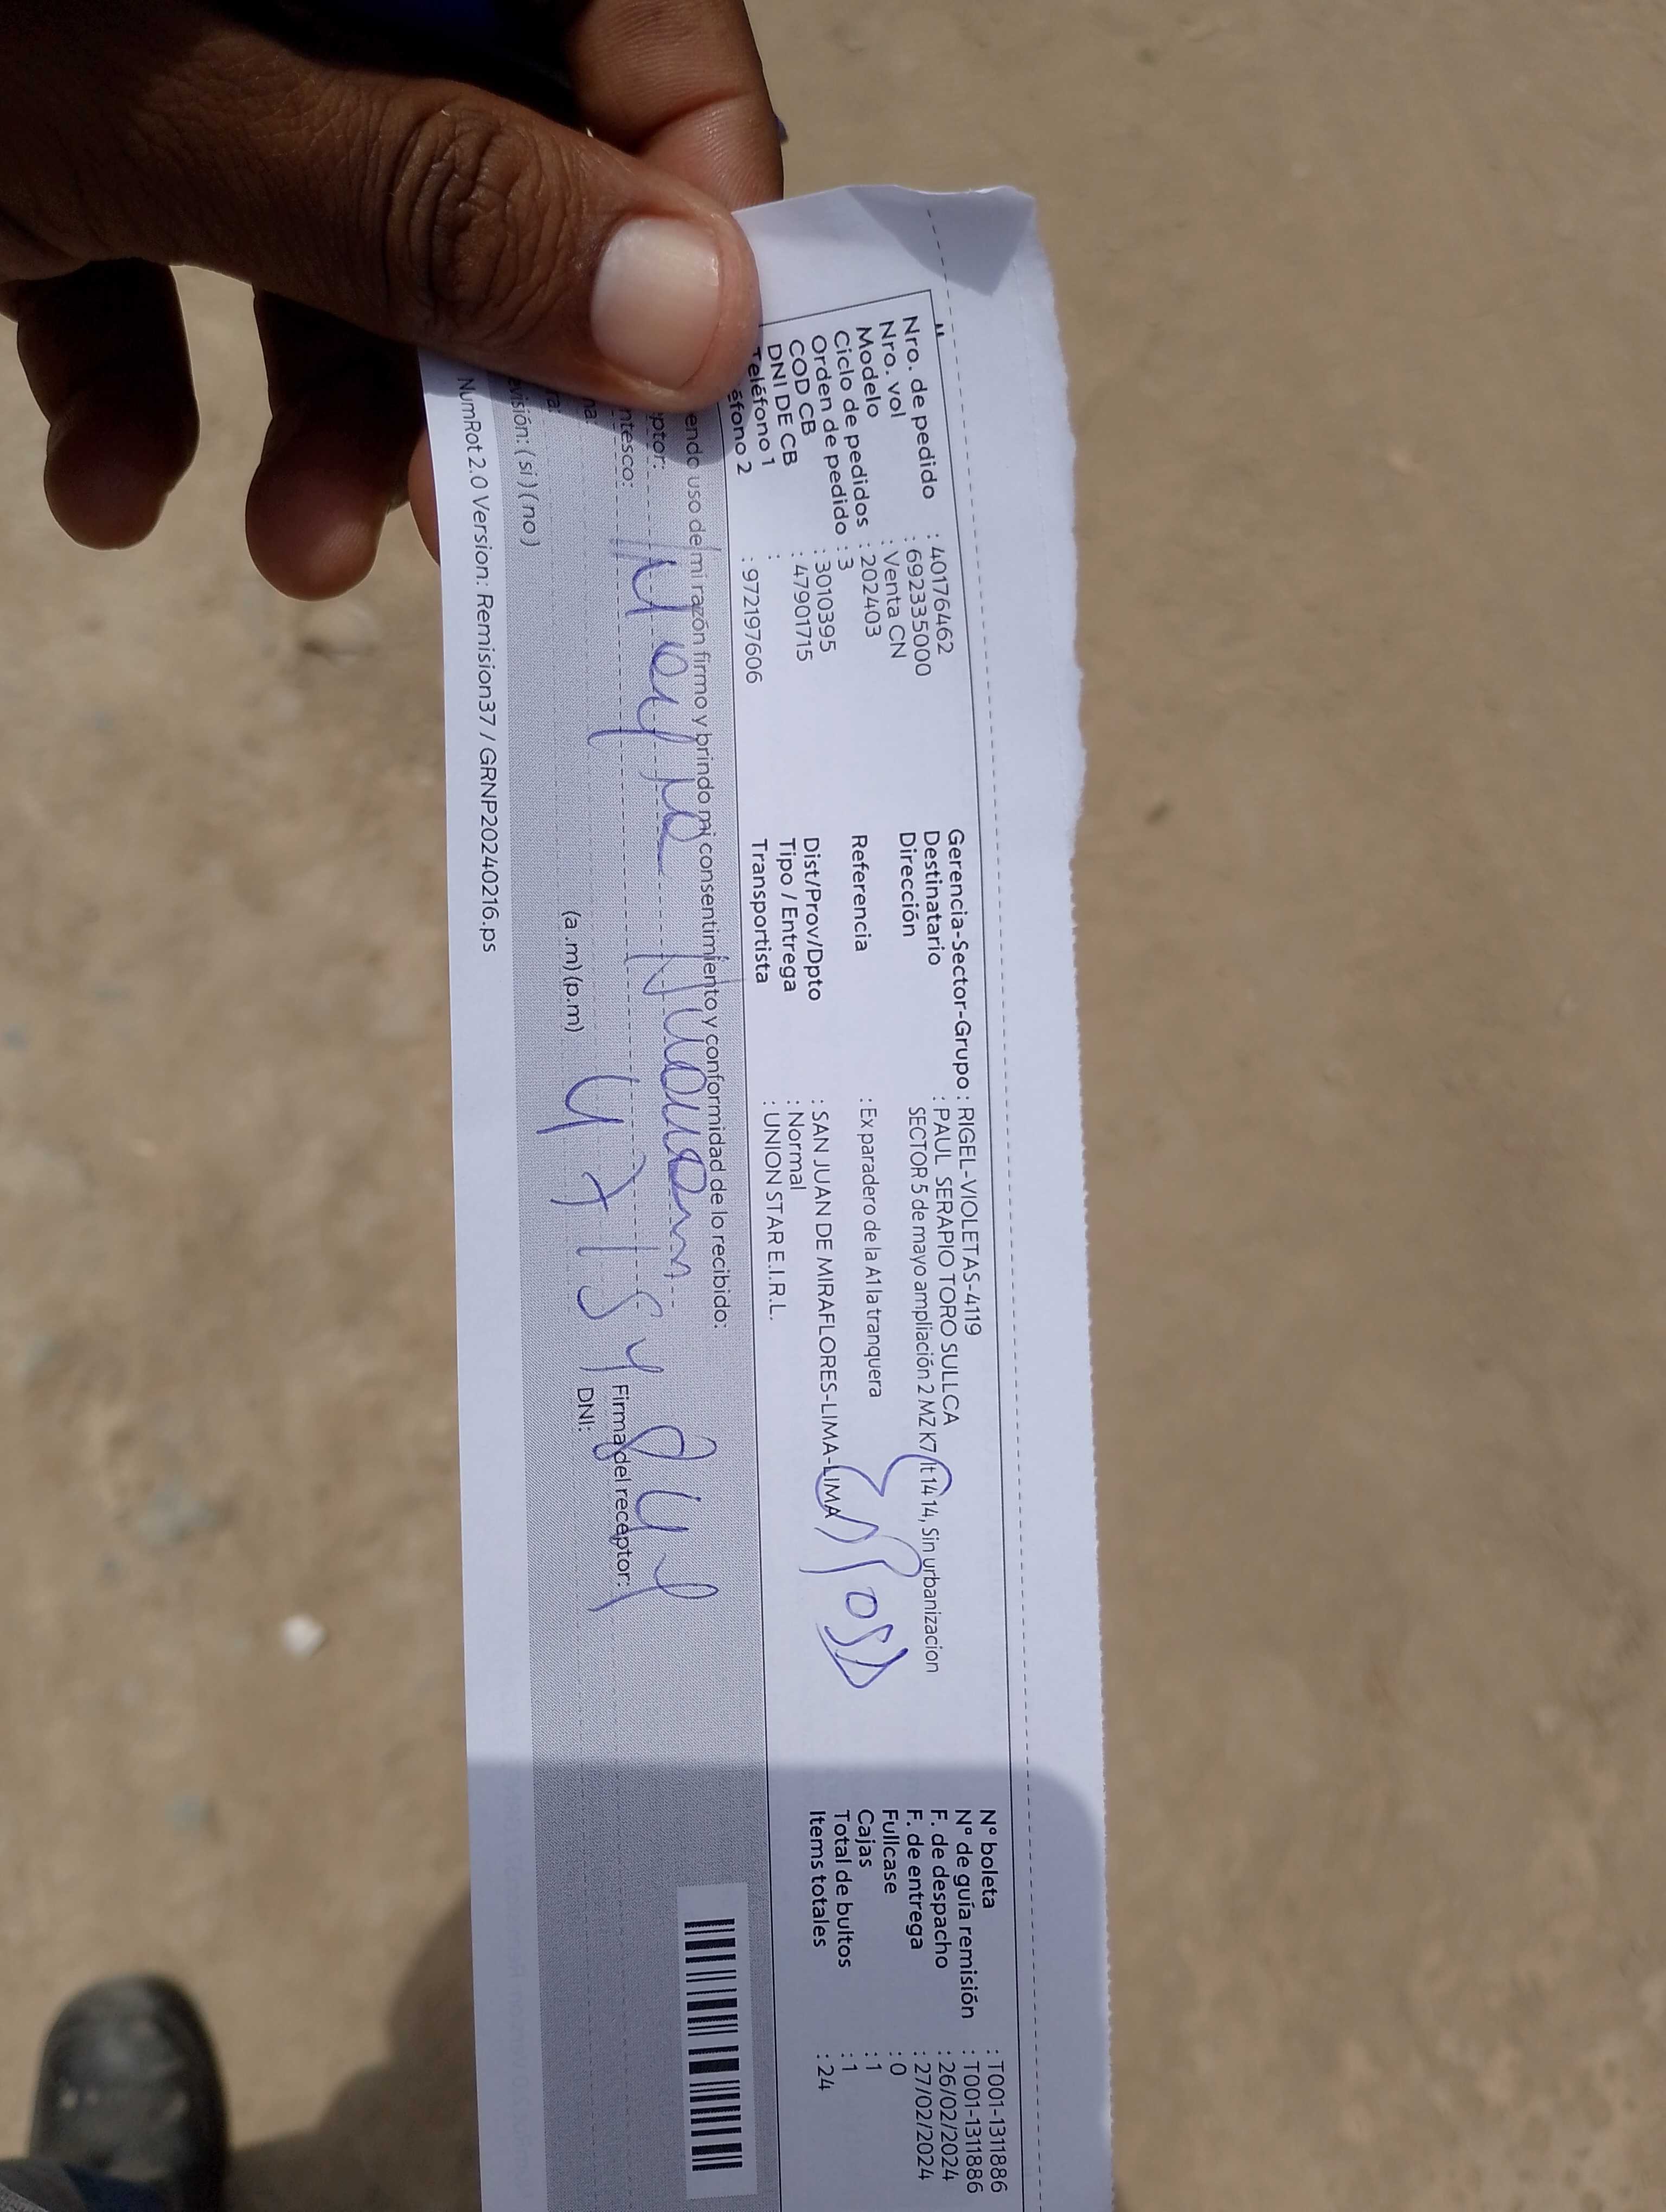 Nro. de pedido : 40176462
Nro. vol : 692335000
Modelo : Venta CN
Ciclo de pedidos : 202403
Orden de pedido : 3
COD CB : 3010395
DNI DE CB : 47901715
Teléfono 1 :
éfono 2 : 972197606
Gerencia-Sector-Grupo : RIGEL-VIOLETAS-4119
Destinatario : PAUL SERAPIO TORO SULLCA
Dirección SECTOR 5 de mayo ampliación 2 MZ K7 lt 14 14, Sin urbanizacion
Referencia : Ex paradero de la A1 la tranquera
Dist/Prov/Dpto : SAN JUAN DE MIRAFLORES-LIMA-LIMA
Tipo / Entrega : Normal
Transportista : UNION STAR E.I.R.L.
N° boleta : T001-1311886
N° de guía remisión : T001-1311886
F. de despacho : 26/02/2024
F. de entrega : 27/02/2024
Fullcase : 0
Cajas : 1
Total de bultos : 1
Items totales : 24
endo uso de mi razón firmo y brindo mi consentimiento y conformidad de lo recibido:
ptor:
ntesco:
Firma del receptor:
na:
DNI:
ra: (a.m) (p.m)
evisión: ( si ) ( no )
NumRot 2.0 Version: Remision37 / GRNP20240216.ps